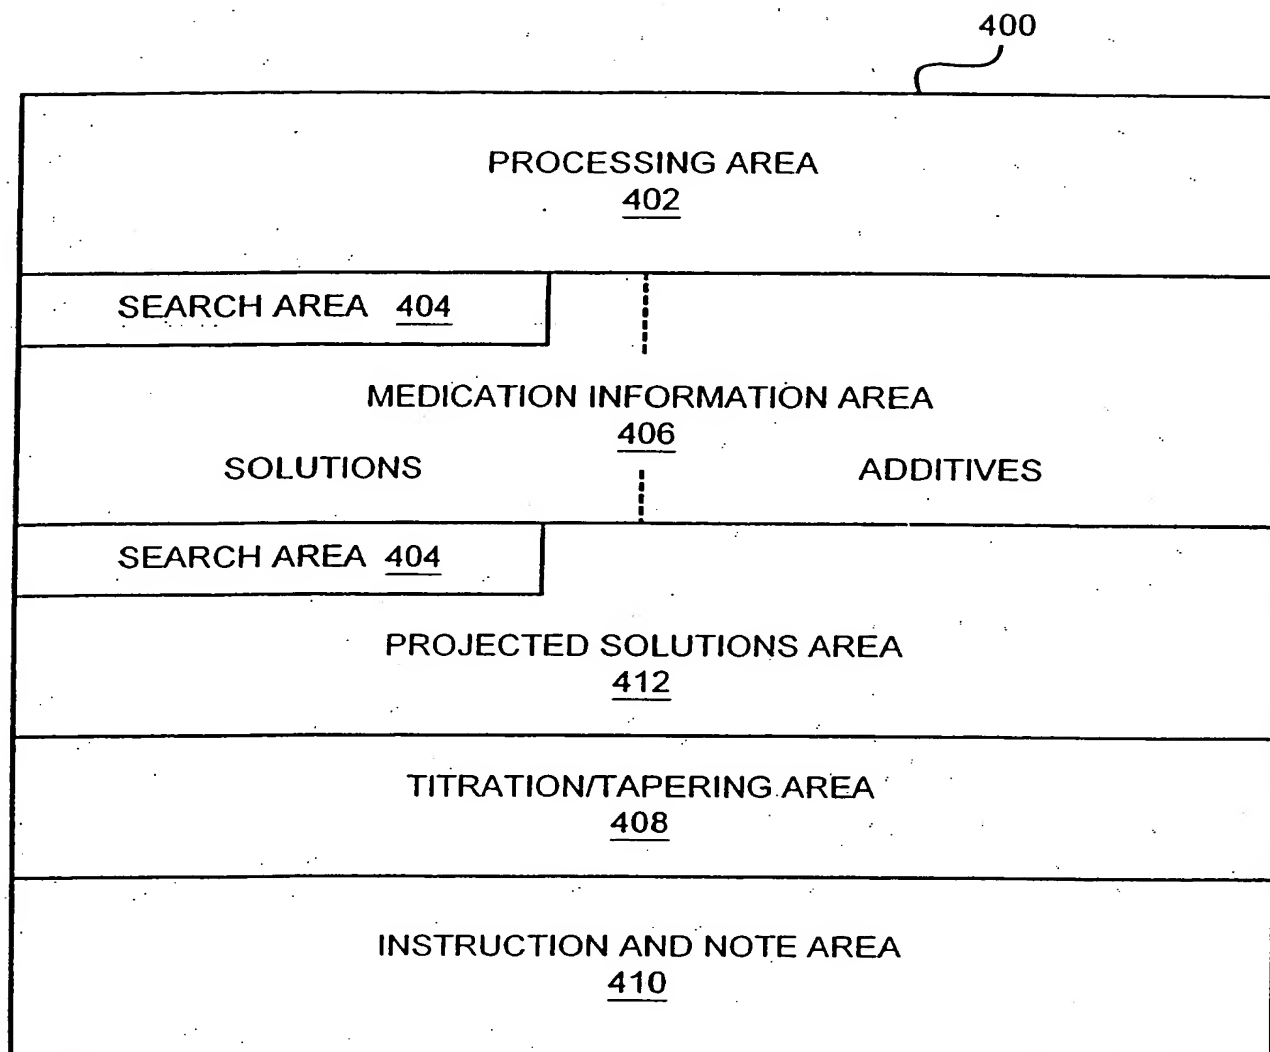 400
PROCESSING AREA
402
SEARCH AREA 404
MEDICATION INFORMATION AREA
406
SOLUTIONS ADDITIVES
SEARCH AREA 404
PROJECTED SOLUTIONS AREA
412
TITRATION/TAPERING AREA
408
INSTRUCTION AND NOTE AREA
410